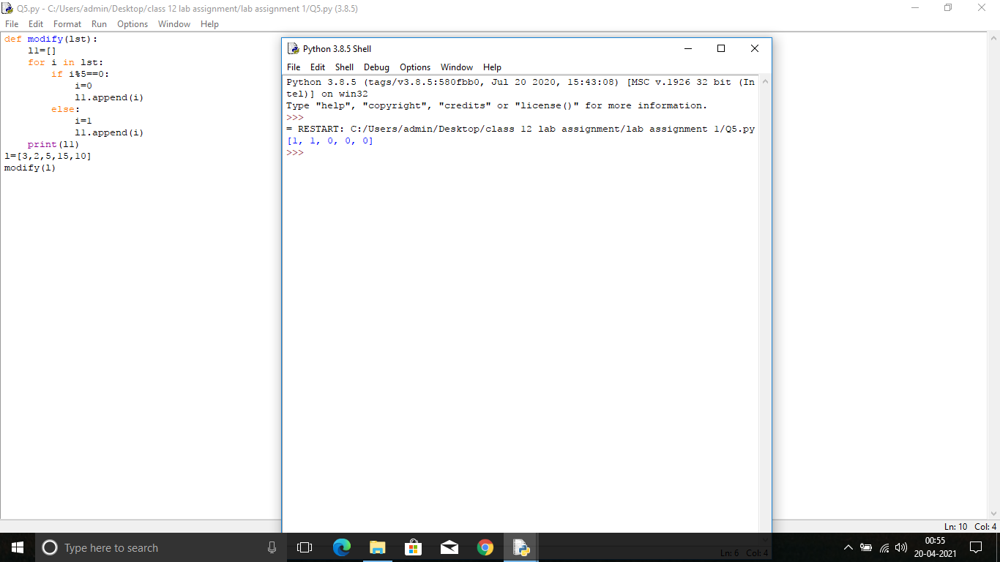 Q5.py - C:/Users/admin/Desktop/class 12 lab assignment/lab assignment 1/Q5.py (3.8.5)
File Edit Format Run Options Window Help
def modify(lst):
    l1=[]
    for i in lst:
        if i%5==0:
            i=0
            l1.append(i)
        else:
            i=1
            l1.append(i)
    print(l1)
l=[3,2,5,15,10]
modify(l)
Python 3.8.5 Shell
File Edit Shell Debug Options Window Help
Python 3.8.5 (tags/v3.8.5:580fbb0, Jul 20 2020, 15:43:08) [MSC v.1926 32 bit (In
tel)] on win32
Type "help", "copyright", "credits" or "license()" for more information.
>>>
= RESTART: C:/Users/admin/Desktop/class 12 lab assignment/lab assignment 1/Q5.py
[1, 1, 0, 0, 0]
>>>
Ln: 10 Col: 4
Ln: 6 Col: 4
Type here to search
00:55
20-04-2021